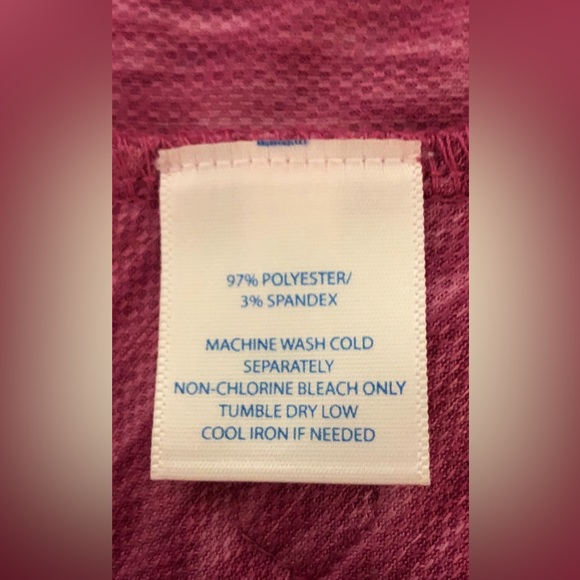 97% POLYESTER/
3% SPANDEX
MACHINE WASH COLD
SEPARATELY
NON-CHLORINE BLEACH ONLY
TUMBLE DRY LOW
COOL IRON IF NEEDED